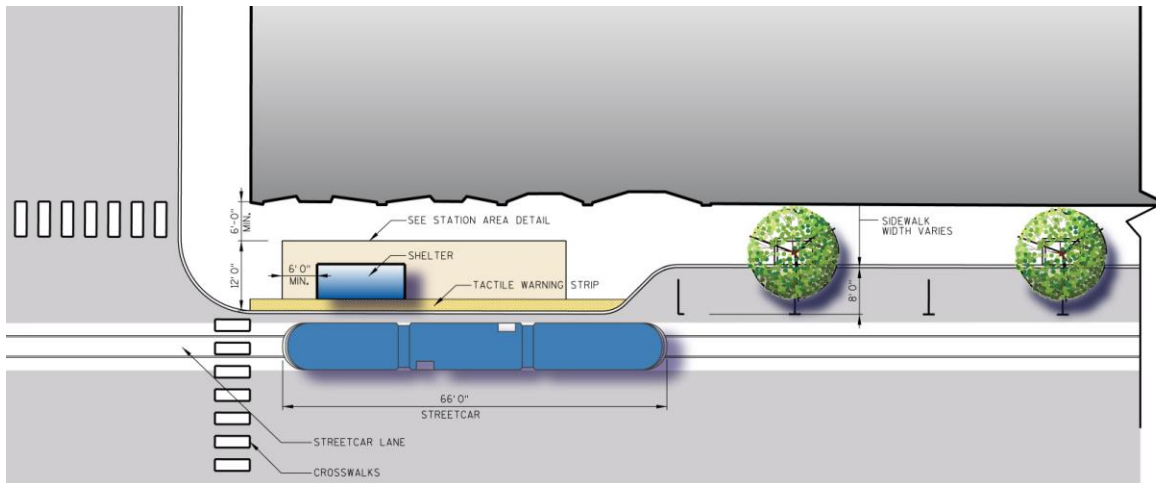 6'-0"
MIN.
SEE STATION AREA DETAIL
SIDEWALK
WIDTH VARIES
12'0"
6'0"
MIN.
SHELTER
TACTILE WARNING STRIP
8'0"
66'0"
STREETCAR
STREETCAR LANE
CROSSWALKS